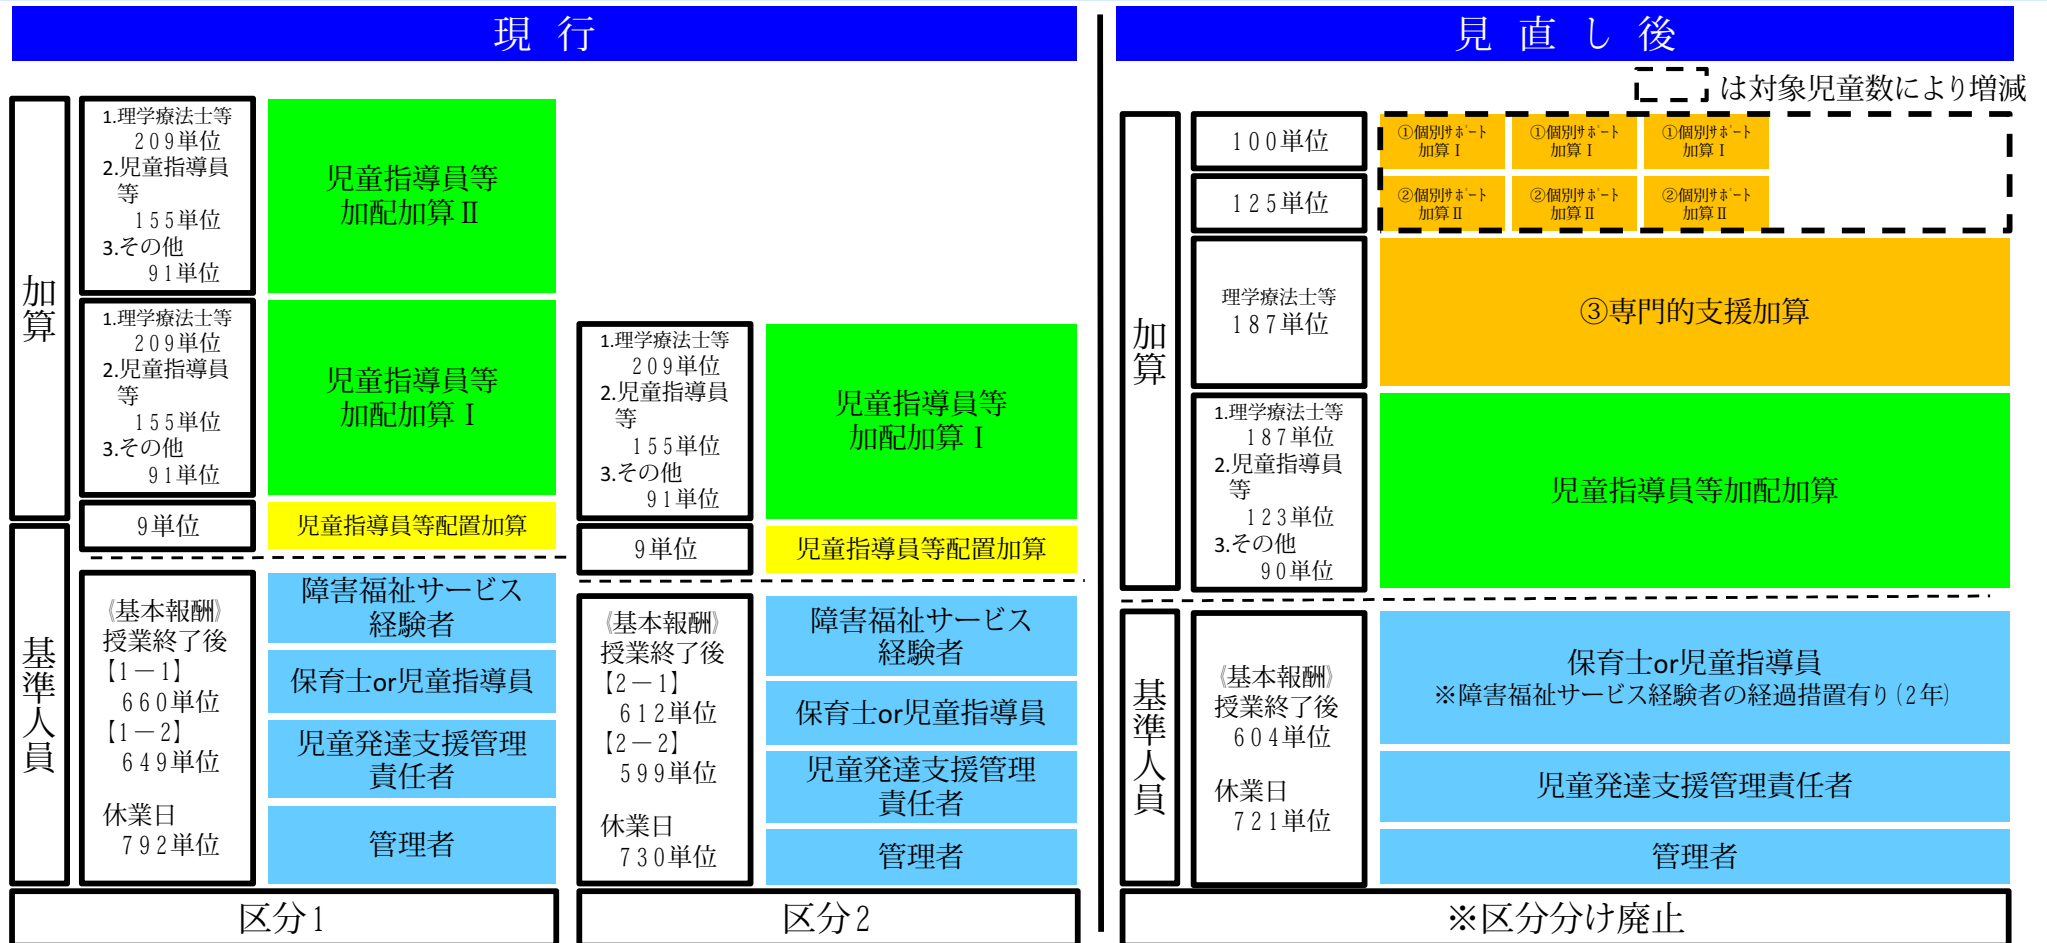 現行
加算
1.理学療法士等
209単位
2.児童指導員
等
155単位
3.その他
91単位
児童指導員等
加配加算Ⅱ
1.理学療法士等
209単位
2.児童指導員
等
155単位
3.その他
91単位
児童指導員等
加配加算Ⅰ
9単位
児童指導員等配置加算
基準人員
《基本報酬》
授業終了後
【1－1】
660単位
【1－2】
649単位
休業日
792単位
障害福祉サービス
経験者
保育士or児童指導員
児童発達支援管理
責任者
管理者
区分1
1.理学療法士等
209単位
2.児童指導員
等
155単位
3.その他
91単位
児童指導員等
加配加算Ⅰ
9単位
児童指導員等配置加算
《基本報酬》
授業終了後
【2－1】
612単位
【2－2】
599単位
休業日
730単位
障害福祉サービス
経験者
保育士or児童指導員
児童発達支援管理
責任者
管理者
区分2
見直し後
は対象児童数により増減
加算
100単位
①個別ｻﾎﾟｰﾄ
加算Ⅰ
①個別ｻﾎﾟｰﾄ
加算Ⅰ
①個別ｻﾎﾟｰﾄ
加算Ⅰ
125単位
②個別ｻﾎﾟｰﾄ
加算Ⅱ
②個別ｻﾎﾟｰﾄ
加算Ⅱ
②個別ｻﾎﾟｰﾄ
加算Ⅱ
理学療法士等
187単位
③専門的支援加算
1.理学療法士等
187単位
2.児童指導員
等
123単位
3.その他
90単位
児童指導員等加配加算
基準人員
《基本報酬》
授業終了後
604単位
休業日
721単位
保育士or児童指導員
※障害福祉サービス経験者の経過措置有り(2年)
児童発達支援管理責任者
管理者
※区分分け廃止